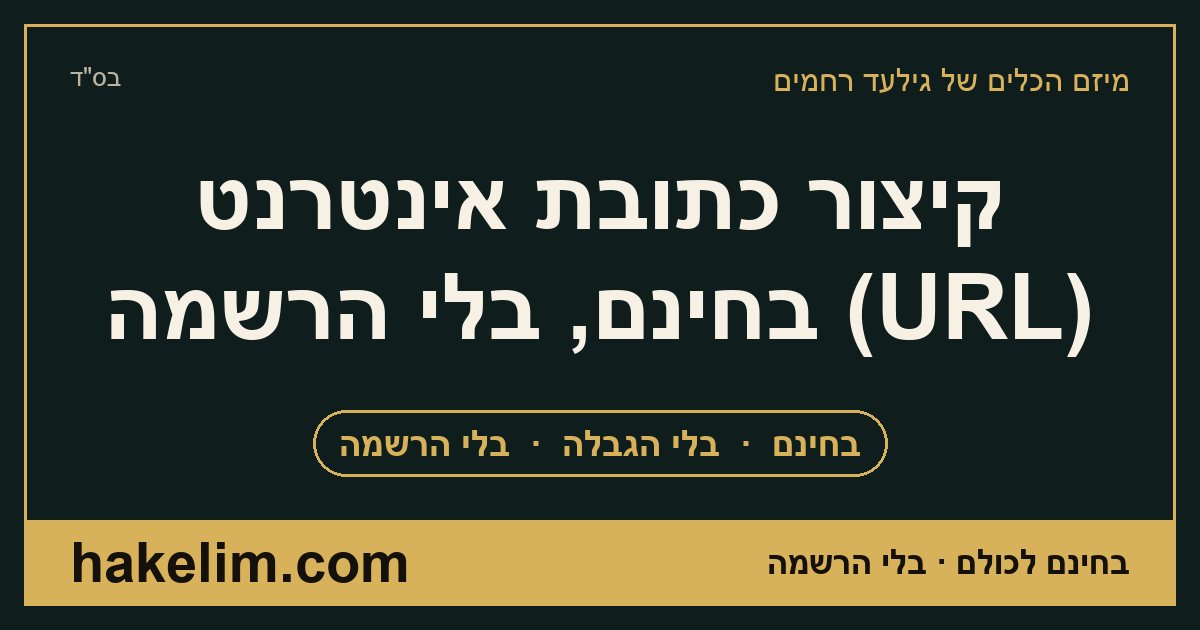 מיזם הכלים של גילעד רחמים
בס"ד
קיצור כתובת אינטרנט
(URL) בחינם, בלי הרשמה
בחינם · בלי הגבלה · בלי הרשמה
בחינם לכולם · בלי הרשמה
hakelim.com